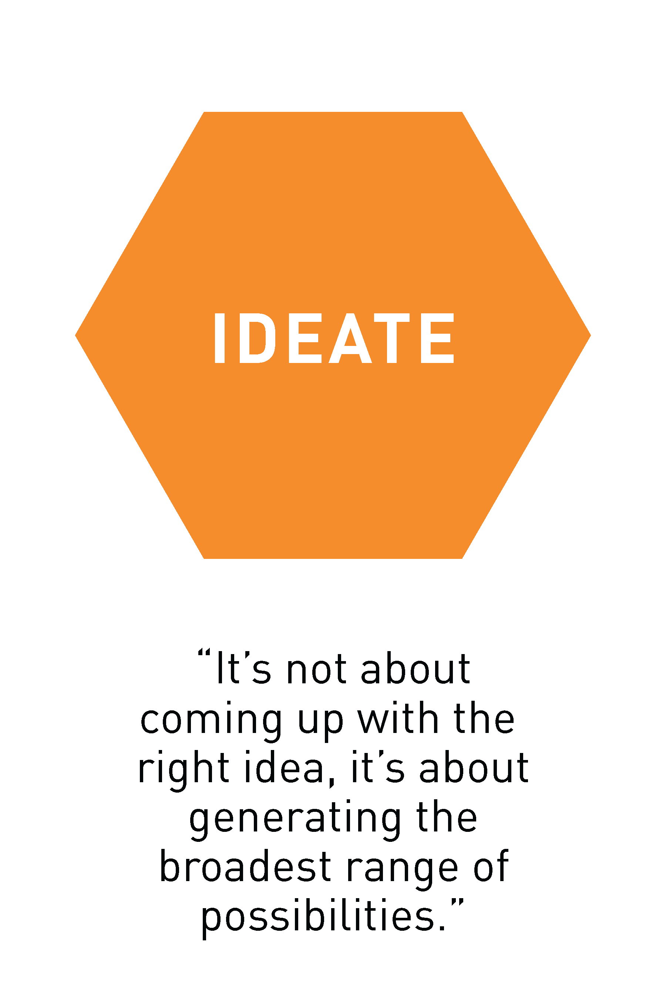 IDEATE
“It’s not about
coming up with the
right idea, it’s about
generating the
broadest range of
possibilities.”